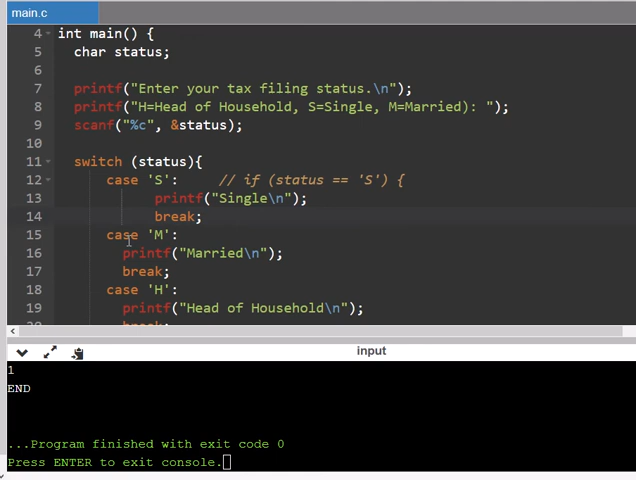 main.c
4 int main() {
5 char status;
6
7 printf("Enter your tax filing status.\n");
8 printf("H=Head of Household, S=Single, M=Married): ");
9 scanf("%c", &status);
10
11 switch (status){
12 case 'S': // if (status == 'S') {
13 printf("Single\n");
14 break;
15 case 'M':
16 printf("Married\n");
17 break;
18 case 'H':
19 printf("Head of Household\n");
20 break;
input
1
END
...Program finished with exit code 0
Press ENTER to exit console.